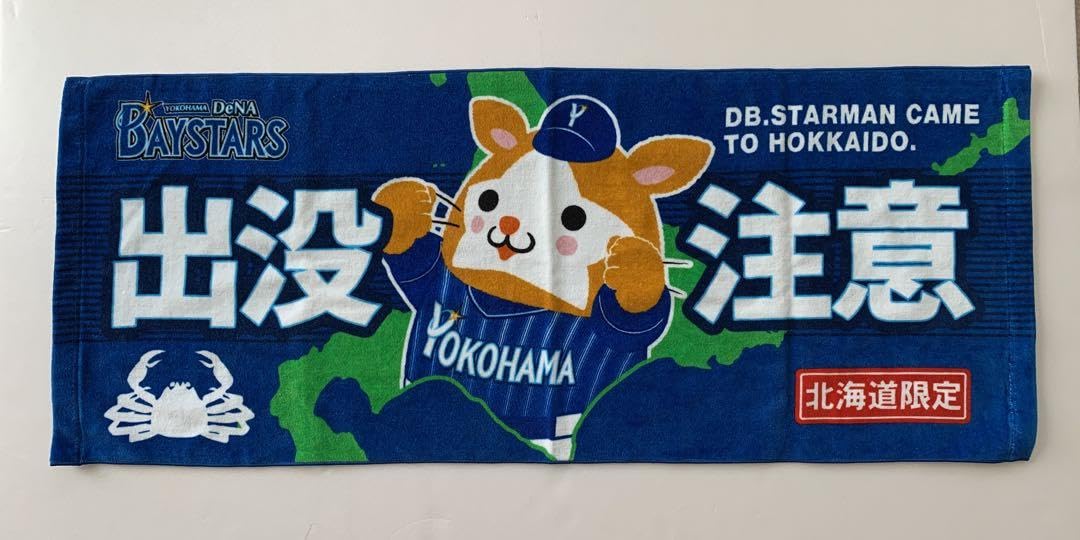 YOKOHAMA DeNA
BAYSTARS
DB.STARMAN CAME
TO HOKKAIDO.
出没注意
Y
YOKOHAMA
北海道限定